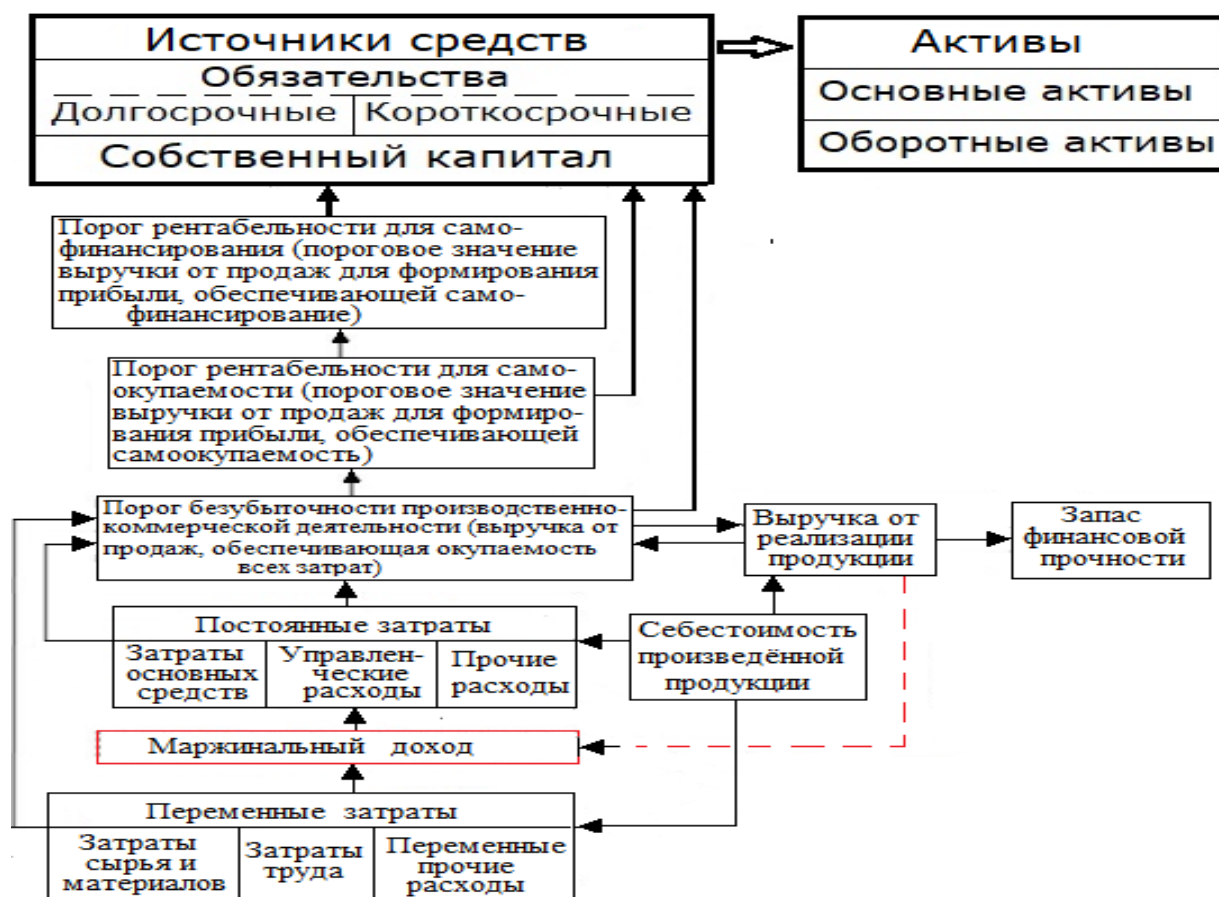 Источники средств
Обязательства
Долгосрочные Короткосрочные
Собственный капитал
Активы
Основные активы
Оборотные активы
Порог рентабельности для само-
финансирования (пороговое значение
выручки от продаж для формирования
прибыли, обеспечивающей само-
финансирование)
Порог рентабельности для само-
окупаемости (пороговое значение
выручки от продаж для формиро-
вания прибыли, обеспечивающей
самоокупаемость)
Порог безубыточности производственно-
коммерческой деятельности (выручка от
продаж, обеспечивающая окупаемость
всех затрат)
Выручка от
реализации
продукции
Запас
финансовой
прочности
Постоянные затраты
Затраты
основных
средств
Управлен-
ческие
расходы
Прочие
расходы
Себестоимость
произведённой
продукции
Маржинальный доход
Переменные затраты
Затраты
сырья и
материалов
Затраты
труда
Переменные
прочие
расходы